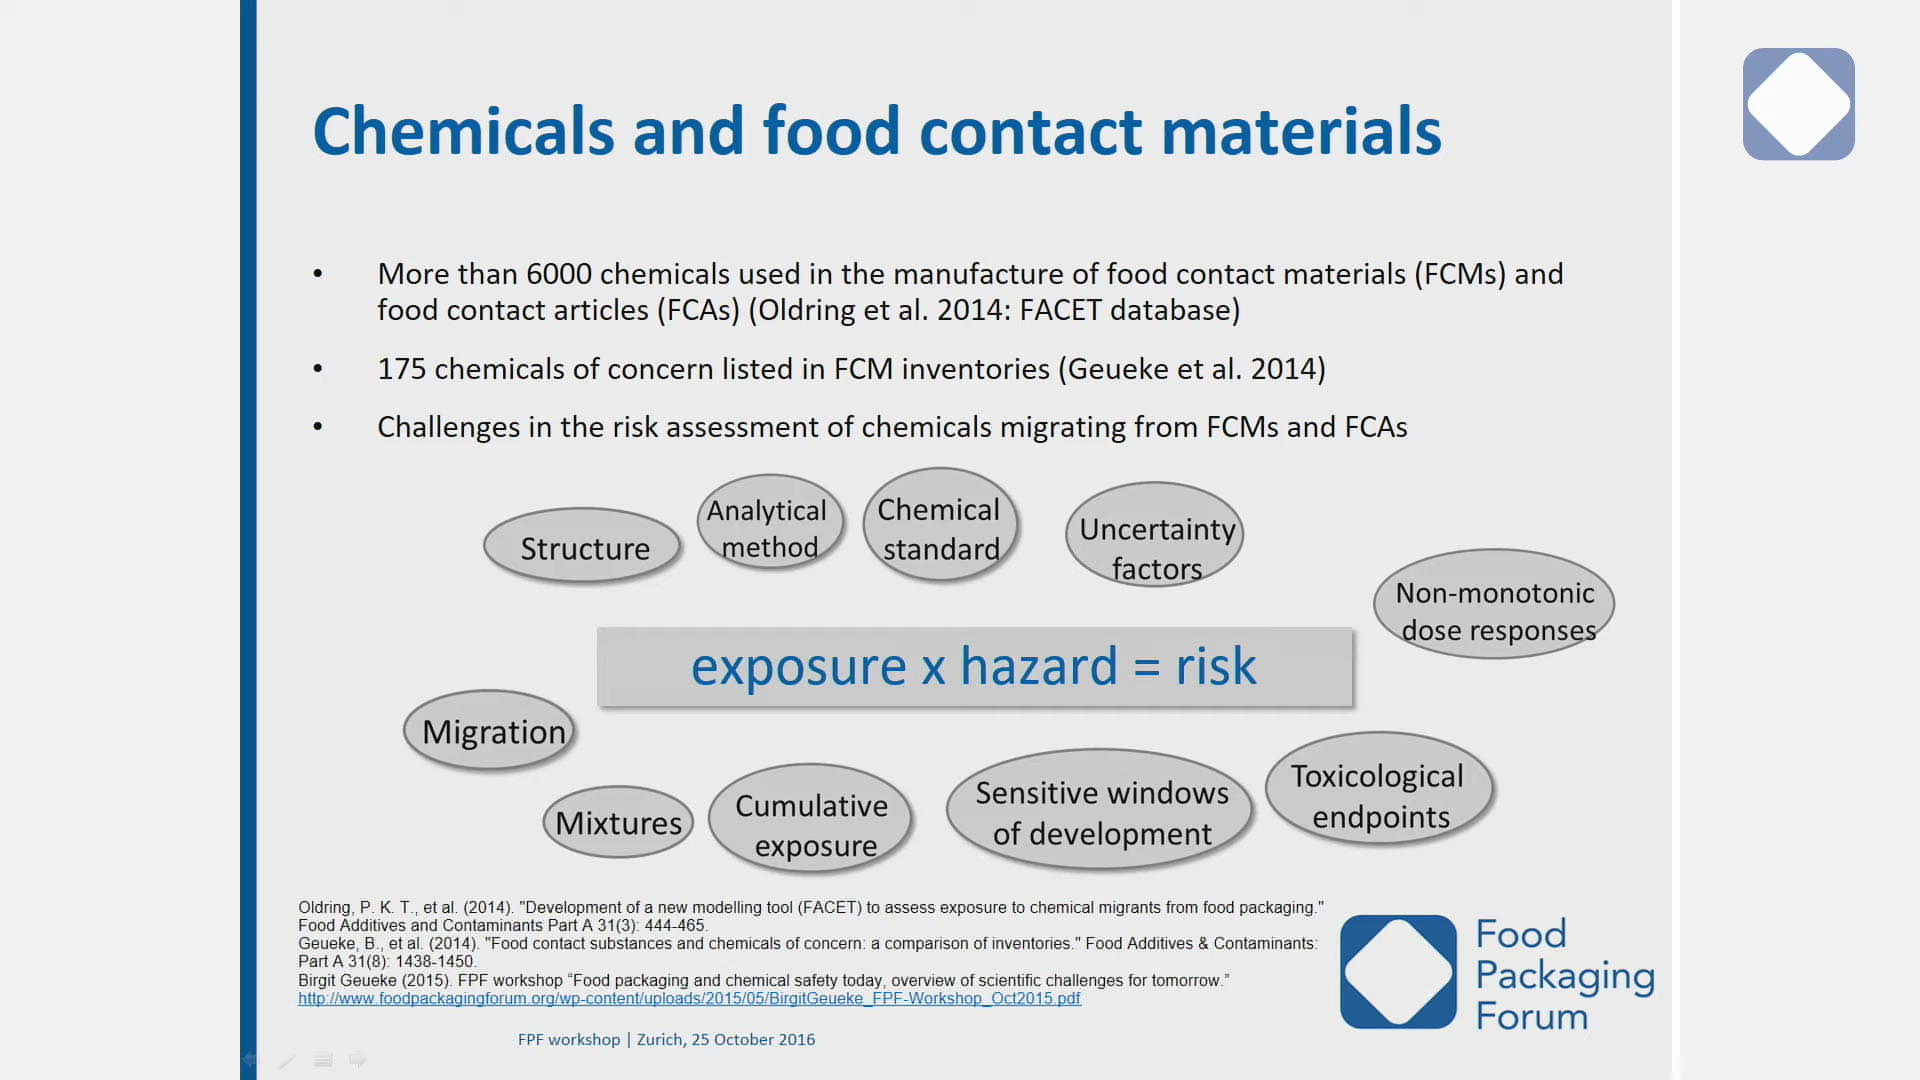 Chemicals and food contact materials
• More than 6000 chemicals used in the manufacture of food contact materials (FCMs) and
food contact articles (FCAs) (Oldring et al. 2014: FACET database)
• 175 chemicals of concern listed in FCM inventories (Geueke et al. 2014)
• Challenges in the risk assessment of chemicals migrating from FCMs and FCAs
Structure
Analytical
method
Chemical
standard
Uncertainty
factors
Non-monotonic
dose responses
exposure x hazard = risk
Migration
Mixtures
Cumulative
exposure
Sensitive windows
of development
Toxicological
endpoints
Oldring, P. K. T., et al. (2014). "Development of a new modelling tool (FACET) to assess exposure to chemical migrants from food packaging."
Food Additives and Contaminants Part A 31(3): 444-465.
Geueke, B., et al. (2014). "Food contact substances and chemicals of concern: a comparison of inventories." Food Additives & Contaminants:
Part A 31(8): 1438-1450.
Birgit Geueke (2015). FPF workshop “Food packaging and chemical safety today, overview of scientific challenges for tomorrow.”
http://www.foodpackagingforum.org/wp-content/uploads/2015/05/BirgitGeueke_FPF-Workshop_Oct2015.pdf
Food
Packaging
Forum
FPF workshop | Zurich, 25 October 2016